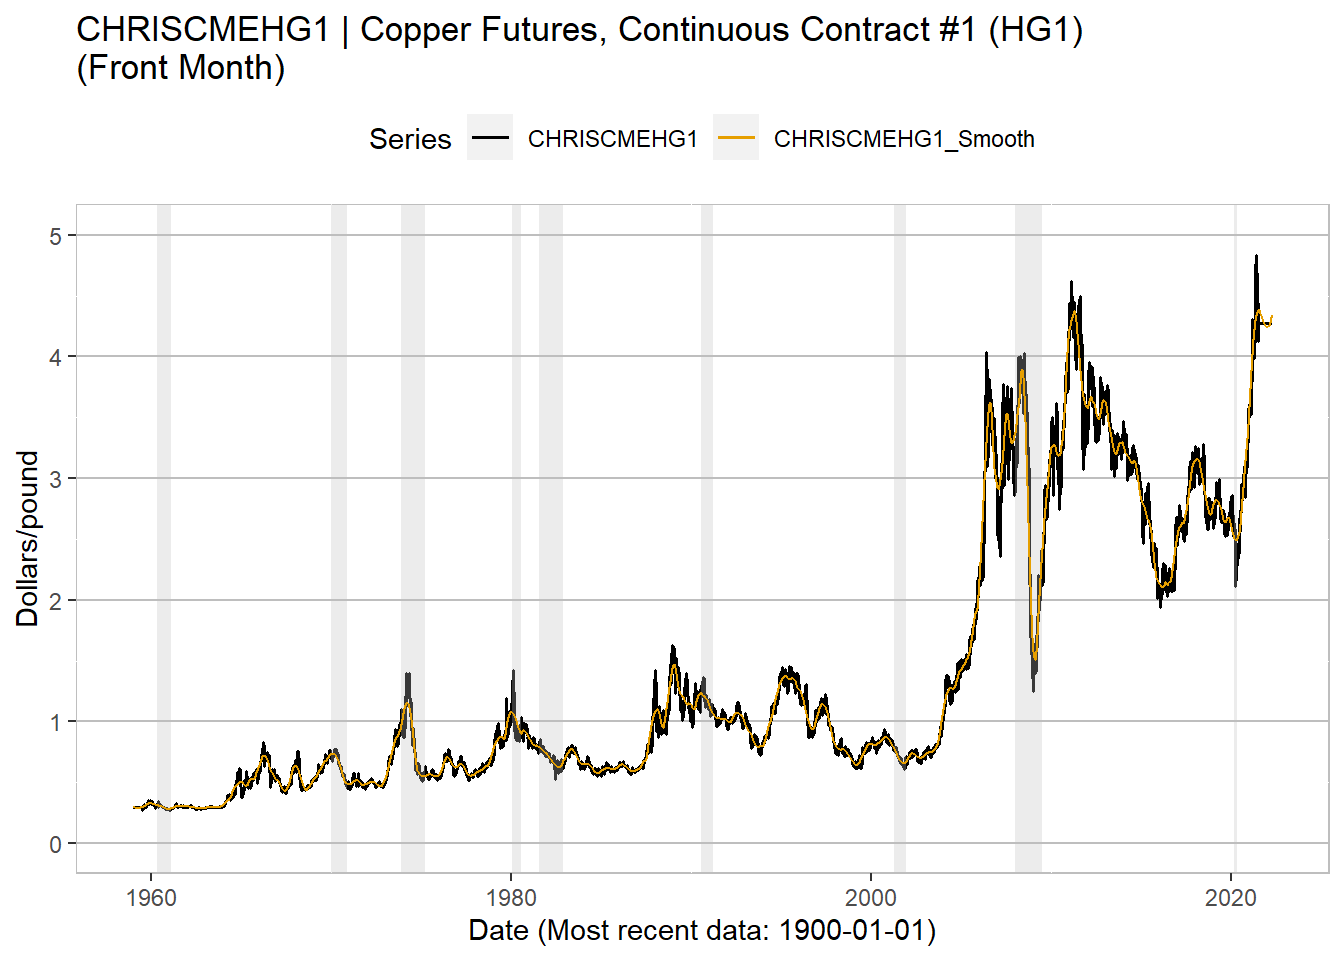 CHRISCMEHG1 | Copper Futures, Continuous Contract #1 (HG1)
(Front Month)
Series CHRISCMEHG1 CHRISCMEHG1_Smooth
Dollars/pound
5
4
3
2
1
0
1960 1980 2000 2020
Date (Most recent data: 1900-01-01)